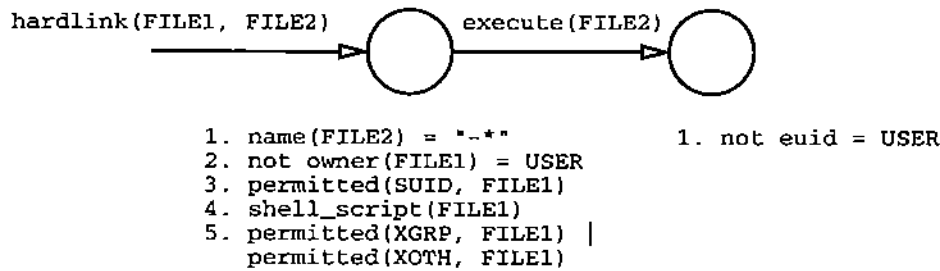 hardlink(FILE1, FILE2)
execute(FILE2)
1. name(FILE2) = "-*"
2. not owner(FILE1) = USER
3. permitted(SUID, FILE1)
4. shell_script(FILE1)
5. permitted(XGRP, FILE1) |
permitted(XOTH, FILE1)
1. not euid = USER